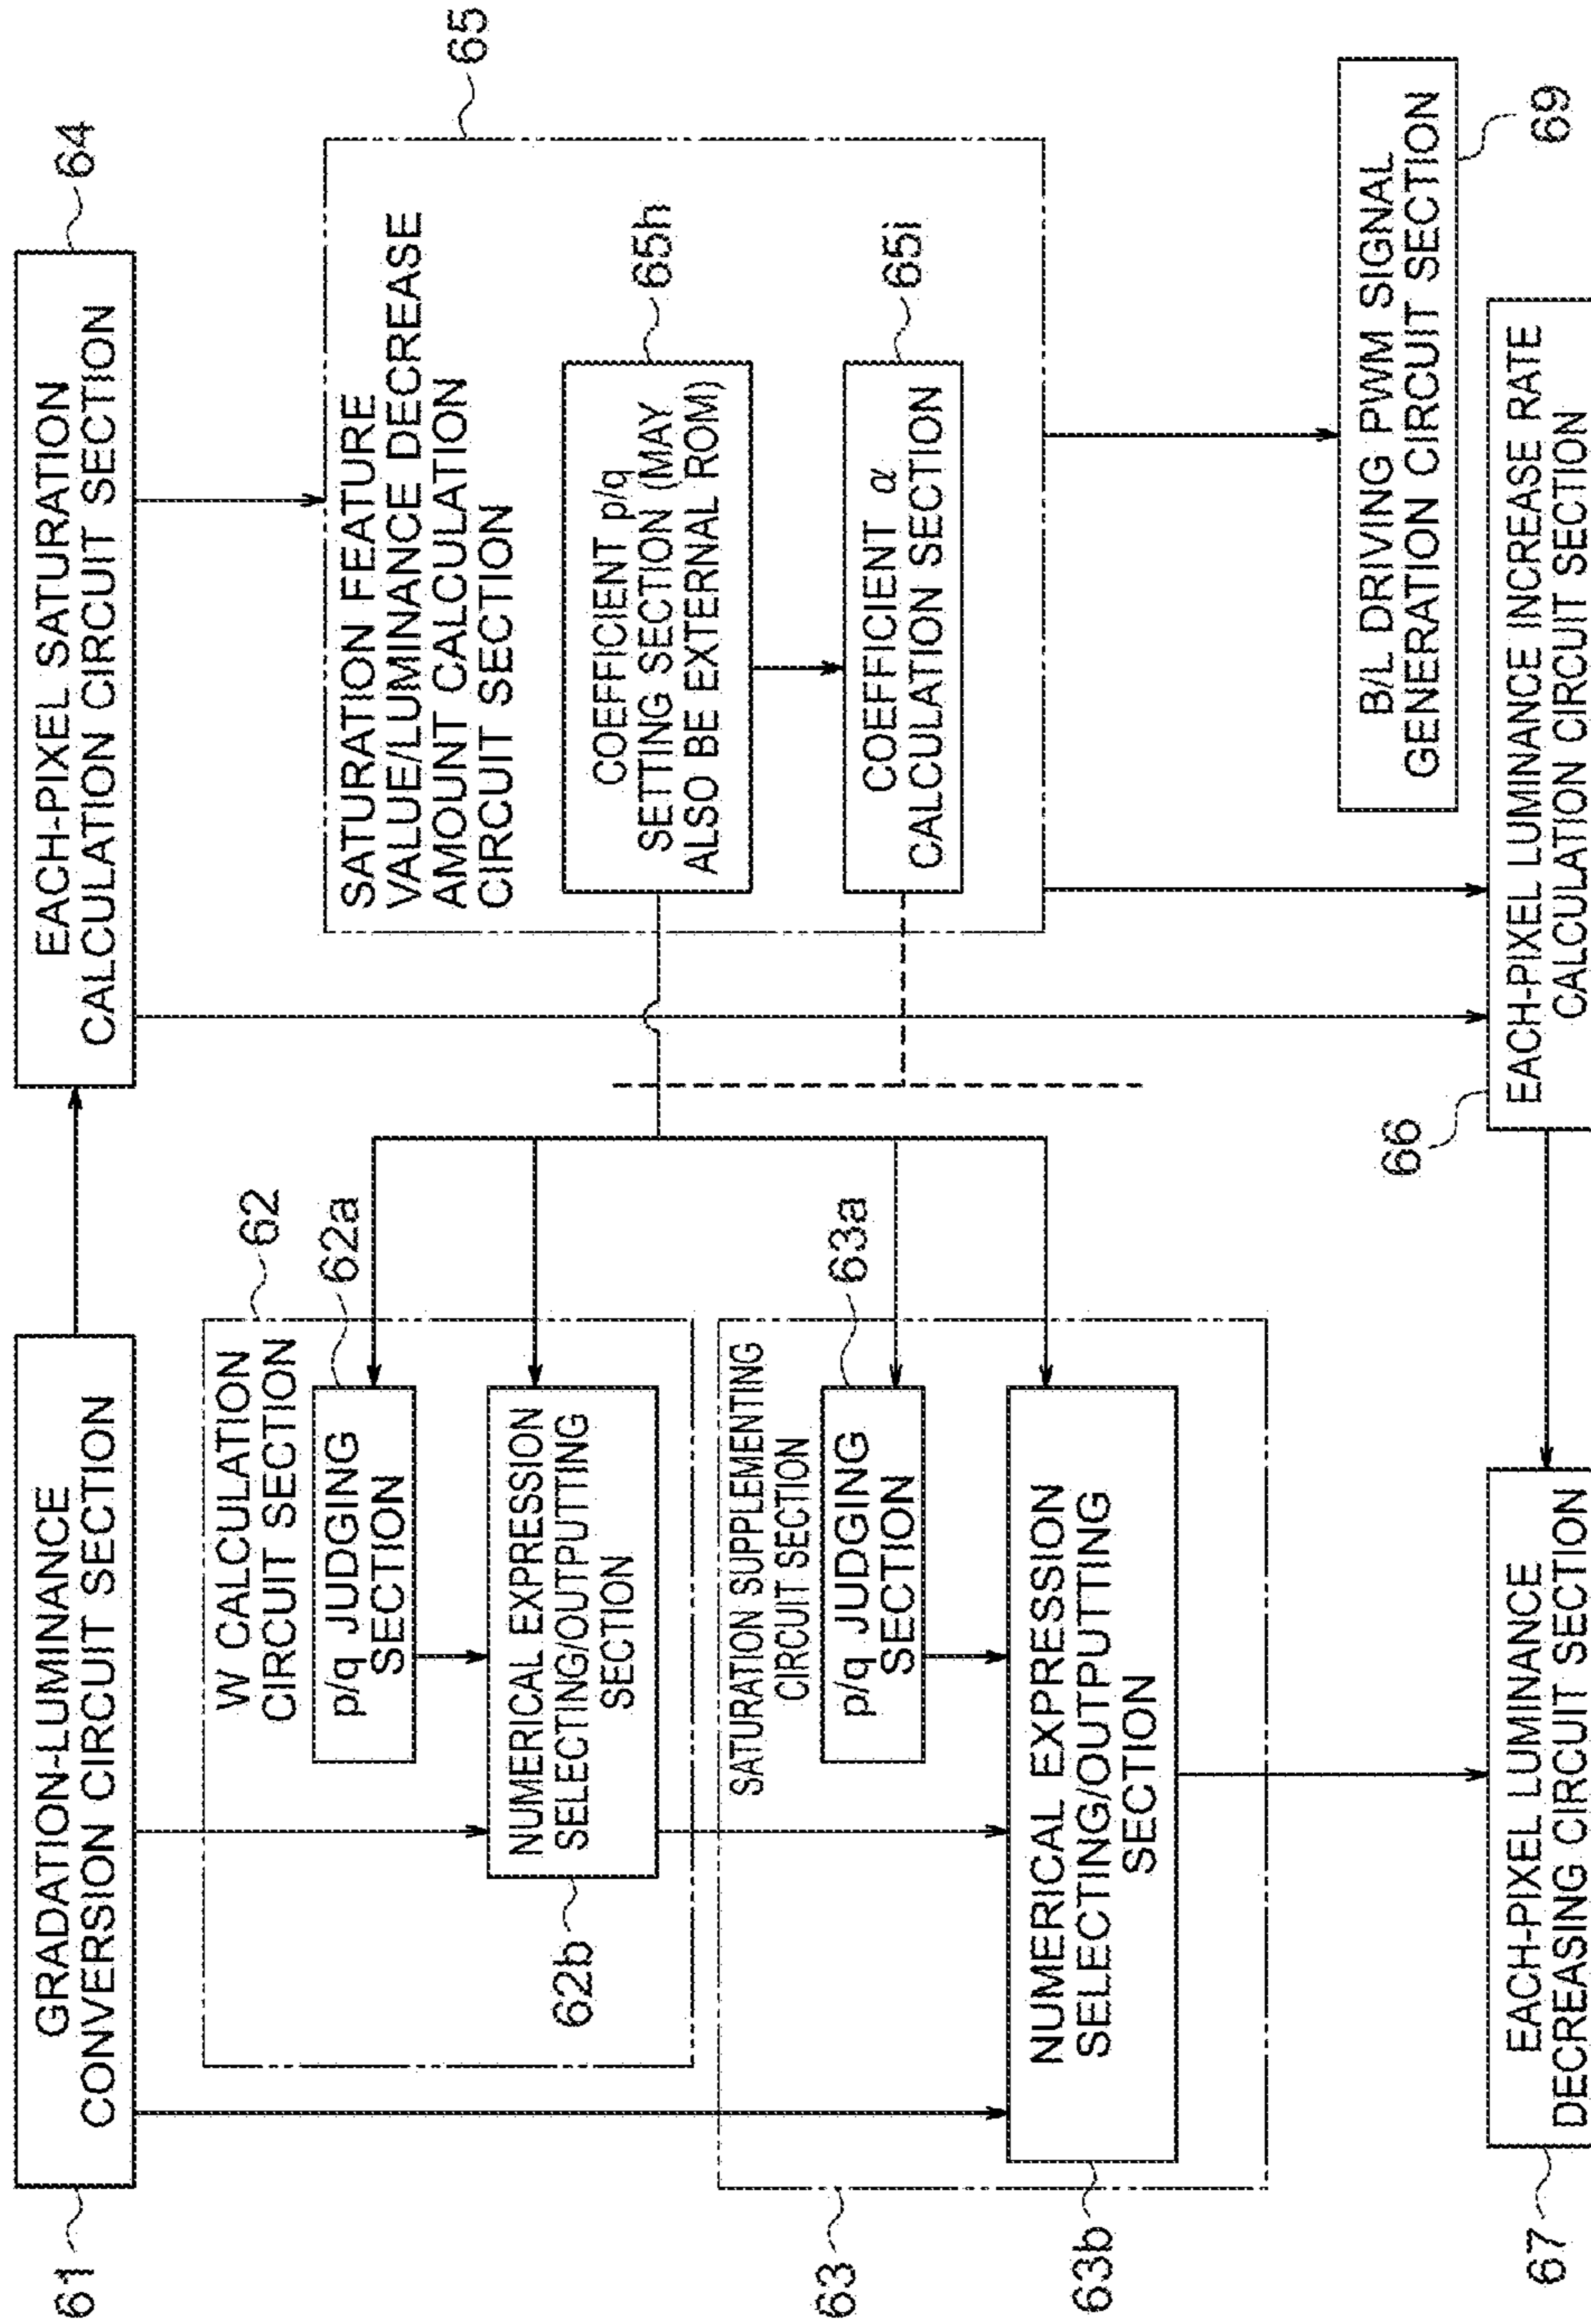 61
GRADATION-LUMINANCE
CONVERSION CIRCUIT SECTION
EACH-PIXEL SATURATION
CALCULATION CIRCUIT SECTION
64
W CALCULATION
CIRCUIT SECTION
62
p/q JUDGING
SECTION
62a
NUMERICAL EXPRESSION
SELECTING/OUTPUTTING
SECTION
62b
SATURATION SUPPLEMENTING
CIRCUIT SECTION
63
p/q JUDGING
SECTION
63a
NUMERICAL EXPRESSION
SELECTING/OUTPUTTING
SECTION
63b
SATURATION FEATURE
VALUE/LUMINANCE DECREASE
AMOUNT CALCULATION
CIRCUIT SECTION
65
COEFFICIENT p/q
SETTING SECTION (MAY
ALSO BE EXTERNAL ROM)
65h
COEFFICIENT α
CALCULATION SECTION
65i
B/L DRIVING PWM SIGNAL
GENERATION CIRCUIT SECTION
69
66
EACH-PIXEL LUMINANCE INCREASE RATE
CALCULATION CIRCUIT SECTION
67
EACH-PIXEL LUMINANCE
DECREASING CIRCUIT SECTION